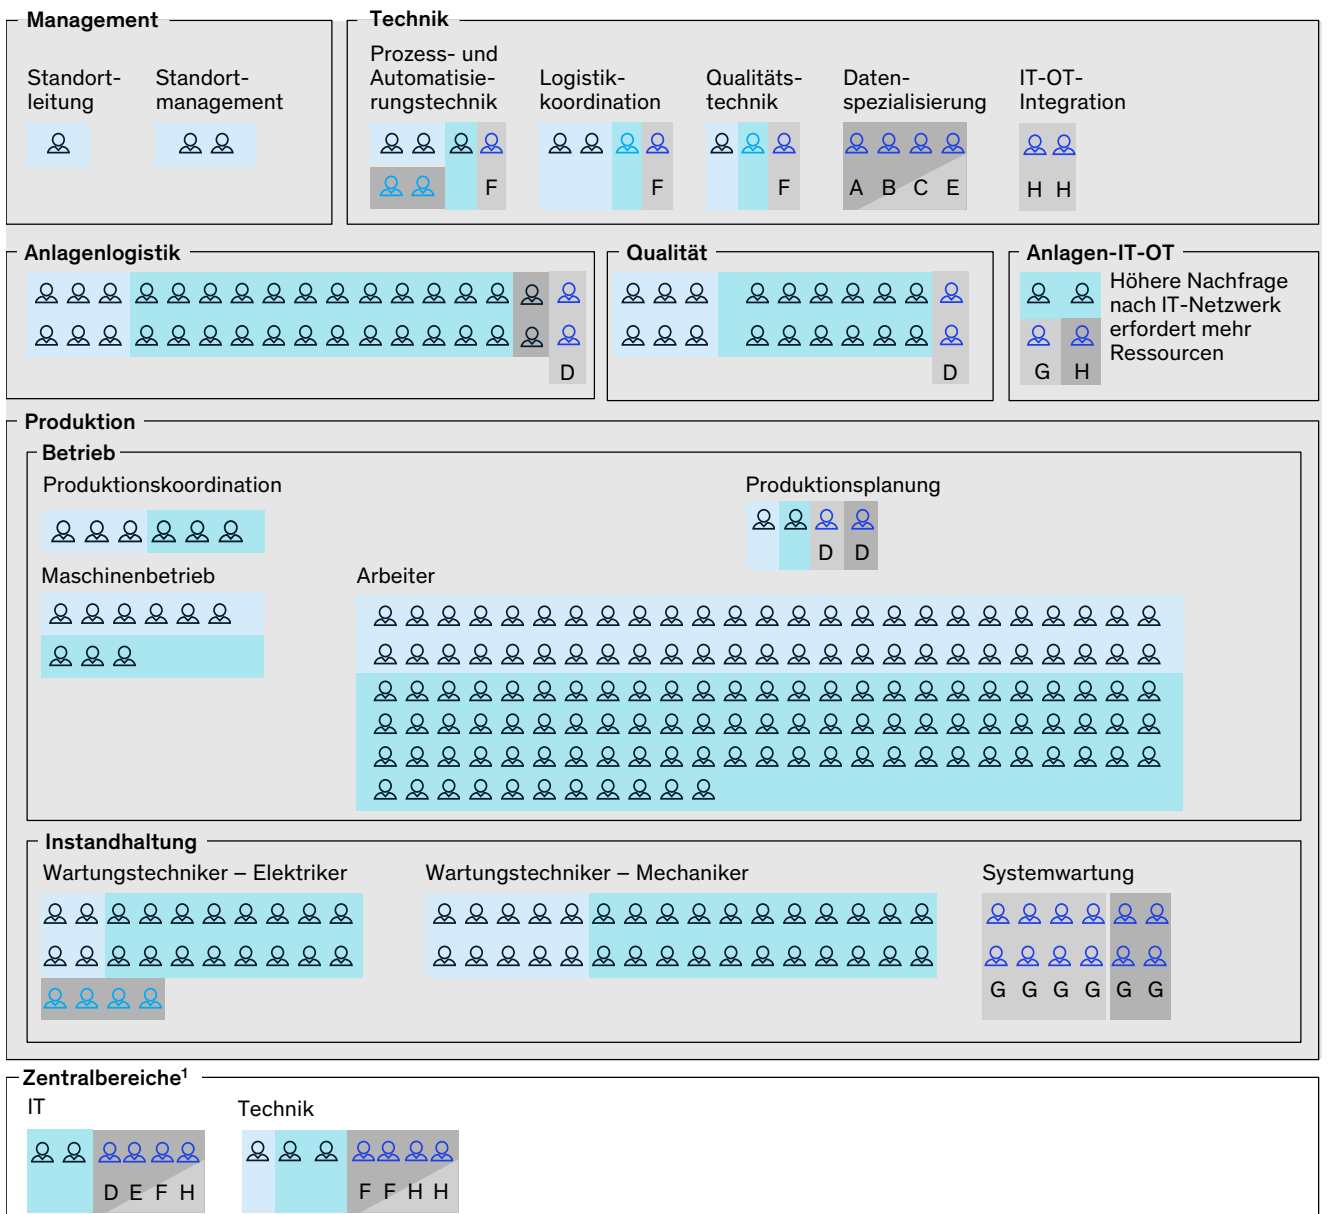 Management
Standort-
leitung
Standort-
management
Technik
Prozess- und
Automatisie-
rungstechnik
F
Logistik-
koordination
F
Qualitäts-
technik
F
Daten-
spezialisierung
A B C E
IT-OT-
Integration
H H
Anlagenlogistik
D
Qualität
D
Anlagen-IT-OT
Höhere Nachfrage
nach IT-Netzwerk
erfordert mehr
Ressourcen
G H
Produktion
Betrieb
Produktionskoordination
Produktionsplanung
D D
Maschinenbetrieb
Arbeiter
Instandhaltung
Wartungstechniker – Elektriker
Wartungstechniker – Mechaniker
Systemwartung
G G G G G G
Zentralbereiche¹
IT
D E F H
Technik
F F H H